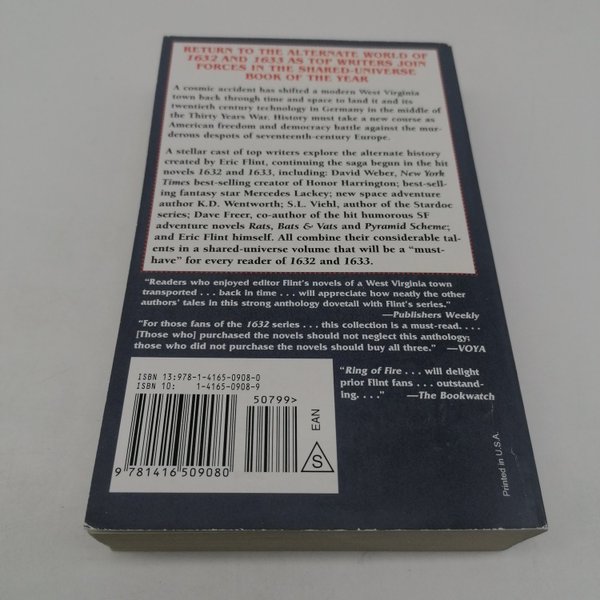 RETURN TO THE ALTERNATE WORLD OF
1632 AND 1633 AS TOP WRITERS JOIN
FORCES IN THE SHARED-UNIVERSE
BOOK OF THE YEAR
A cosmic accident has shifted a modern West Virginia
town back through time and space to land it and its
twentieth century technology in Germany in the middle of
the Thirty Years War. History must take a new course as
American freedom and democracy battle against the mur-
derous despots of seventeenth-century Europe.
A stellar cast of top writers explore the alternate history
created by Eric Flint, continuing the saga begun in the hit
novels 1632 and 1633, including: David Weber, New York
Times best-selling creator of Honor Harrington; best-sell-
ing fantasy star Mercedes Lackey; new space adventure
author K.D. Wentworth; S.L. Viehl, author of the Stardoc
series; Dave Freer, co-author of the hit humorous SF
adventure novels Rats, Bats & Vats and Pyramid Scheme;
and Eric Flint himself. All combine their considerable tal-
ents in a shared-universe volume that will be a "must-
have" for every reader of 1632 and 1633.
"Readers who enjoyed editor Flint's novels of a West Virginia town
transported . . . back in time . . . will appreciate how neatly the other
authors' tales in this strong anthology dovetail with Flint's series."
—Publishers Weekly
"For those fans of the 1632 series . . . this collection is a must-read. . . .
[Those who] purchased the novels should not neglect this anthology;
those who did not purchase the novels should buy all three." —VOYA
"Ring of Fire . . . will delight
prior Flint fans . . . outstand-
ing. . . ." —The Bookwatch
ISBN 13:978-1-4165-0908-0
ISBN 10: 1-4165-0908-9
50799>
EAN
S
9 781416 509080
Printed in U.S.A.